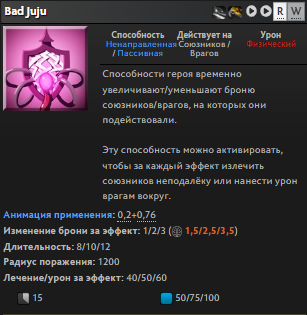 Bad Juju
R W
Способность Действует на Урон
Ненаправленная Союзников / Физический
/ Пассивная Врагов
Способности героя временно
увеличивают/уменьшают броню
союзников/врагов, на которых они
подействовали.
Эту способность можно активировать,
чтобы за каждый эффект излечить
союзников неподалёку или нанести урон
врагам вокруг.
Анимация применения: 0,2+0,76
Изменение брони за эффект: 1/2/3 ( 1,5/2,5/3,5)
Длительность: 8/10/12
Радиус поражения: 1200
Лечение/урон за эффект: 40/50/60
15 50/75/100